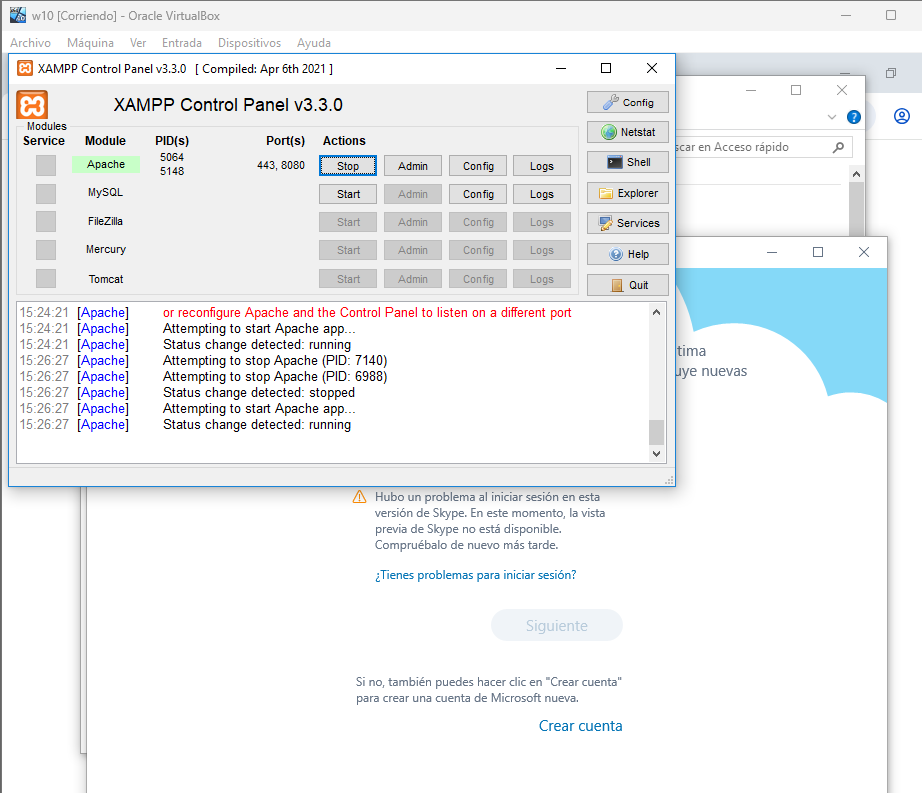 w10 [Corriendo] - Oracle VirtualBox
Archivo Máquina Ver Entrada Dispositivos Ayuda
XAMPP Control Panel v3.3.0 [ Compiled: Apr 6th 2021 ]
XAMPP Control Panel v3.3.0
Config
Modules
Service Module PID(s) Port(s) Actions
Netstat
Apache 5064 5148 443, 8080 Stop Admin Config Logs
Shell
MySQL Start Admin Config Logs
Explorer
FileZilla Start Admin Config Logs
Services
Mercury Start Admin Config Logs
Help
Tomcat Start Admin Config Logs
Quit
scar en Acceso rápido
15:24:21 [Apache] or reconfigure Apache and the Control Panel to listen on a different port
15:24:21 [Apache] Attempting to start Apache app...
15:24:21 [Apache] Status change detected: running
15:26:27 [Apache] Attempting to stop Apache (PID: 7140)
15:26:27 [Apache] Attempting to stop Apache (PID: 6988)
15:26:27 [Apache] Status change detected: stopped
15:26:27 [Apache] Attempting to start Apache app...
15:26:27 [Apache] Status change detected: running
tima
uye nuevas
Hubo un problema al iniciar sesión en esta
versión de Skype. En este momento, la vista
previa de Skype no está disponible.
Compruébalo de nuevo más tarde.
¿Tienes problemas para iniciar sesión?
Siguiente
Si no, también puedes hacer clic en "Crear cuenta"
para crear una cuenta de Microsoft nueva.
Crear cuenta